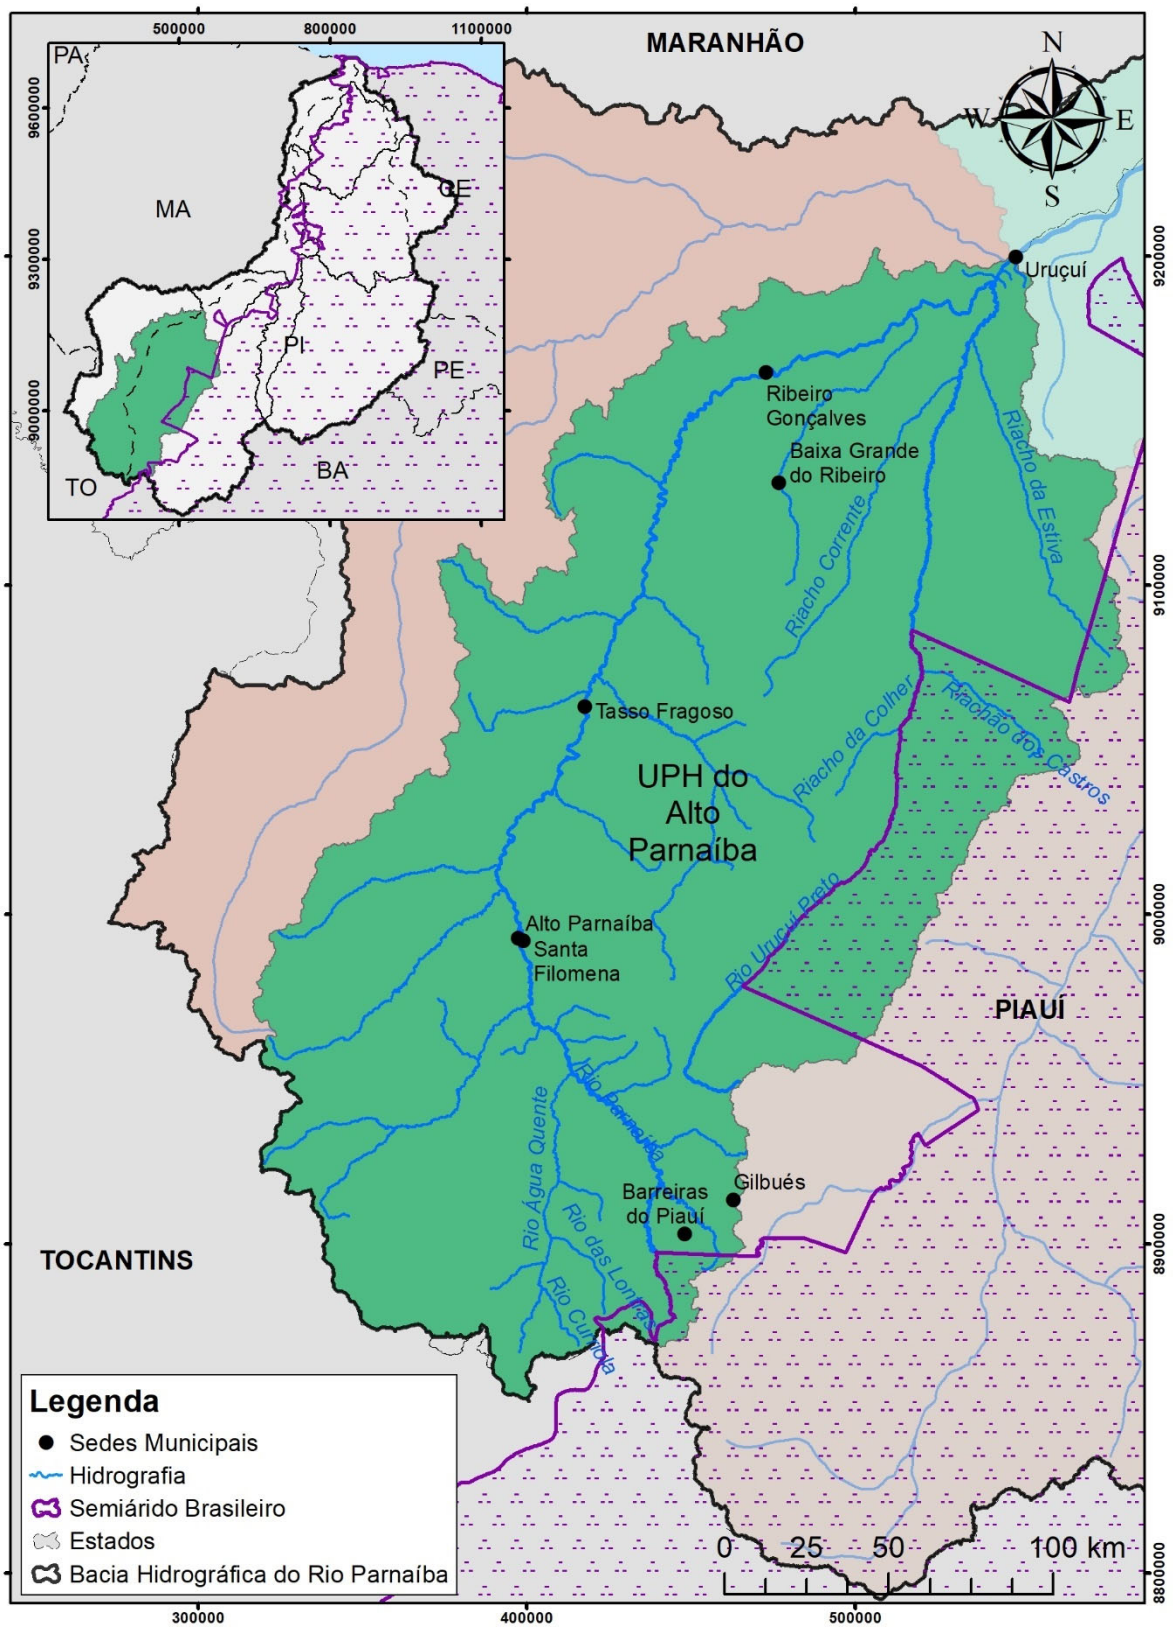 500000
800000
1100000
9600000
9300000
9000000
PA
MA
CE
PI
PE
BA
TO
MARANHÃO
N
W
E
S
Uruçuí
9200000
Ribeiro
Gonçalves
Baixa Grande
do Ribeiro
Riacho da Estiva
Riacho Corrente
9100000
Riacho da Colher
Riachão dos Castros
Tasso Fragoso
UPH do
Alto
Parnaíba
Rio Uruçuí Preto
9000000
Alto Parnaíba
Santa
Filomena
PIAUÍ
Rio Parnaíba
Rio Água Quente
Gilbués
Barreiras
do Piauí
Rio das Lontras
Rio Curriola
8900000
TOCANTINS
Legenda
Sedes Municipais
Hidrografia
Semiárido Brasileiro
Estados
Bacia Hidrográfica do Rio Parnaíba
0 25 50 100 km
8800000
300000
400000
500000